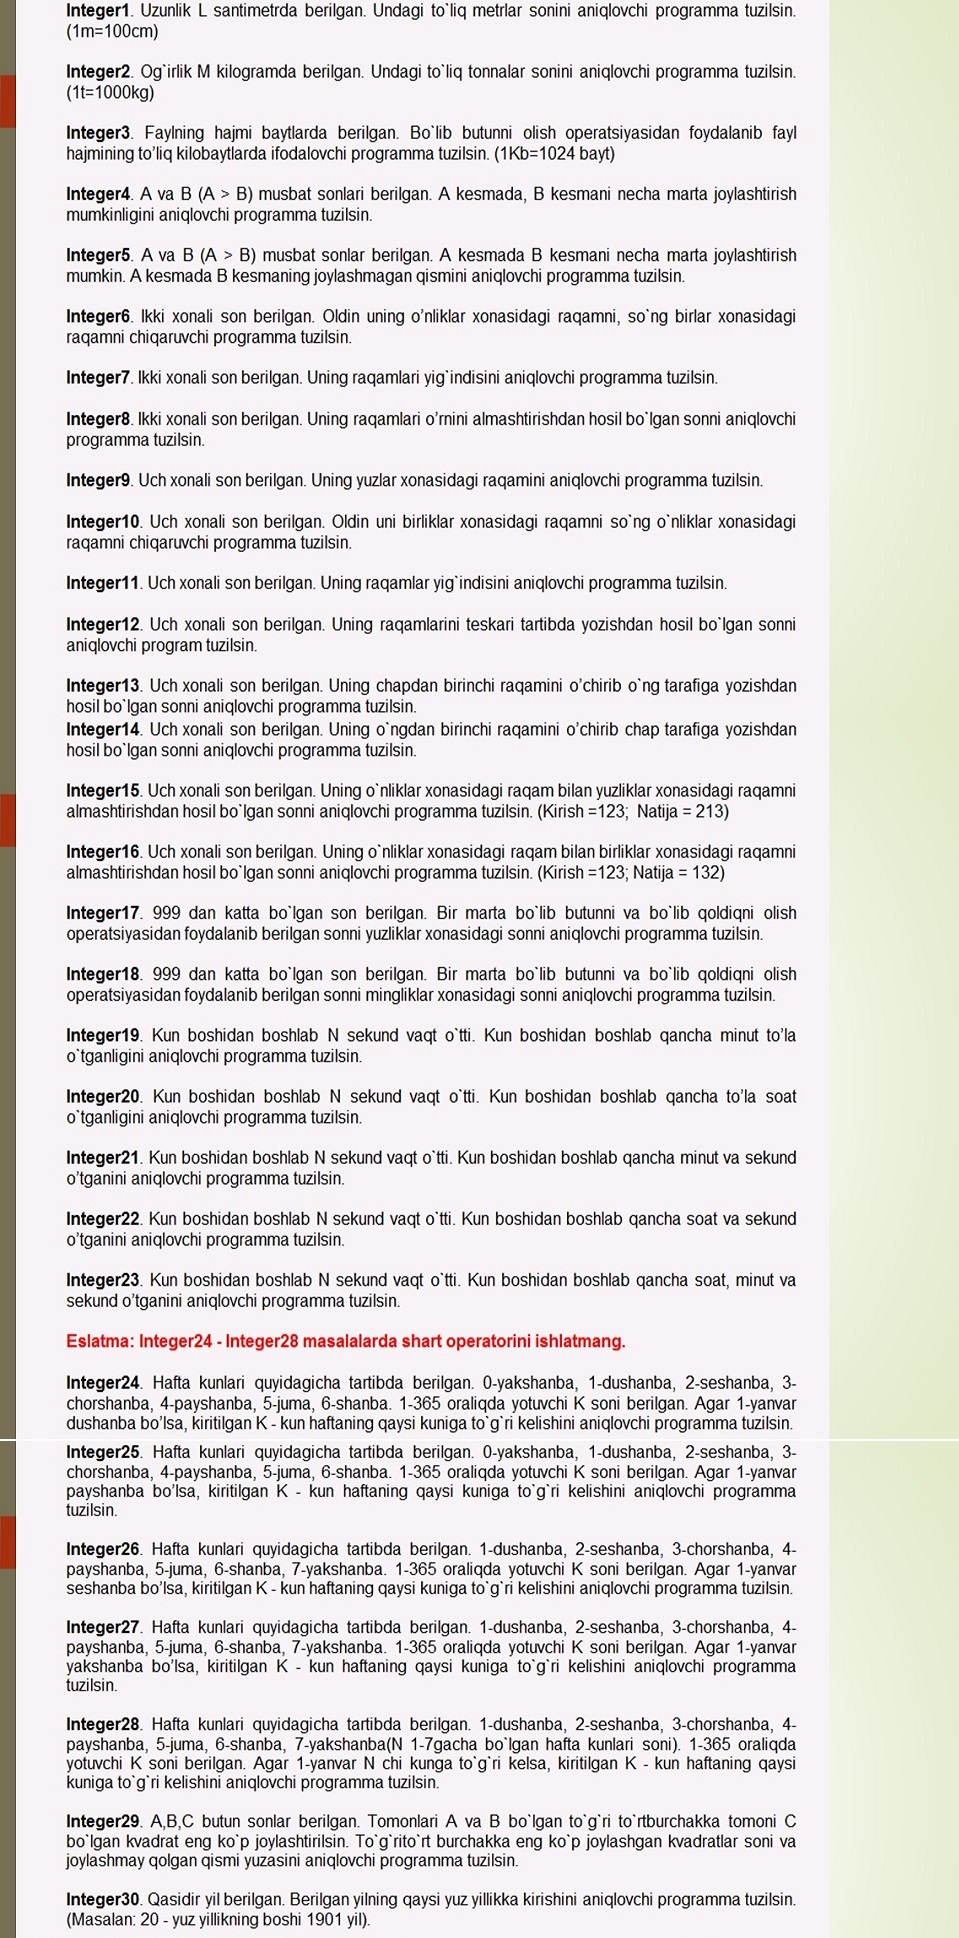 Integer1. Uzunlik L santimetrda berilgan. Undagi to`liq metrlar sonini aniqlovchi programma tuzilsin.
(1m=100cm)
Integer2. Og`irlik M kilogramda berilgan. Undagi to`liq tonnalar sonini aniqlovchi programma tuzilsin.
(1t=1000kg)
Integer3. Faylning hajmi baytlarda berilgan. Bo`lib butunni olish operatsiyasidan foydalanib fayl
hajmining to’liq kilobaytlarda ifodalovchi programma tuzilsin. (1Kb=1024 bayt)
Integer4. A va B (A > B) musbat sonlari berilgan. A kesmada, B kesmani necha marta joylashtirish
mumkinligini aniqlovchi programma tuzilsin.
Integer5. A va B (A > B) musbat sonlar berilgan. A kesmada B kesmani necha marta joylashtirish
mumkin. A kesmada B kesmaning joylashmagan qismini aniqlovchi programma tuzilsin.
Integer6. Ikki xonali son berilgan. Oldin uning o’nliklar xonasidagi raqamni, so`ng birlar xonasidagi
raqamni chiqaruvchi programma tuzilsin.
Integer7. Ikki xonali son berilgan. Uning raqamlari yig`indisini aniqlovchi programma tuzilsin.
Integer8. Ikki xonali son berilgan. Uning raqamlari o’rnini almashtirishdan hosil bo`lgan sonni aniqlovchi
programma tuzilsin.
Integer9. Uch xonali son berilgan. Uning yuzlar xonasidagi raqamini aniqlovchi programma tuzilsin.
Integer10. Uch xonali son berilgan. Oldin uni birliklar xonasidagi raqamni so`ng o`nliklar xonasidagi
raqamni chiqaruvchi programma tuzilsin.
Integer11. Uch xonali son berilgan. Uning raqamlar yig`indisini aniqlovchi programma tuzilsin.
Integer12. Uch xonali son berilgan. Uning raqamlarini teskari tartibda yozishdan hosil bo`lgan sonni
aniqlovchi program tuzilsin.
Integer13. Uch xonali son berilgan. Uning chapdan birinchi raqamini o’chirib o`ng tarafiga yozishdan
hosil bo`lgan sonni aniqlovchi programma tuzilsin.
Integer14. Uch xonali son berilgan. Uning o`ngdan birinchi raqamini o’chirib chap tarafiga yozishdan
hosil bo`lgan sonni aniqlovchi programma tuzilsin.
Integer15. Uch xonali son berilgan. Uning o`nliklar xonasidagi raqam bilan yuzliklar xonasidagi raqamni
almashtirishdan hosil bo`lgan sonni aniqlovchi programma tuzilsin. (Kirish =123; Natija = 213)
Integer16. Uch xonali son berilgan. Uning o`nliklar xonasidagi raqam bilan birliklar xonasidagi raqamni
almashtirishdan hosil bo`lgan sonni aniqlovchi programma tuzilsin. (Kirish =123; Natija = 132)
Integer17. 999 dan katta bo`lgan son berilgan. Bir marta bo`lib butunni va bo`lib qoldiqni olish
operatsiyasidan foydalanib berilgan sonni yuzliklar xonasidagi sonni aniqlovchi programma tuzilsin.
Integer18. 999 dan katta bo`lgan son berilgan. Bir marta bo`lib butunni va bo`lib qoldiqni olish
operatsiyasidan foydalanib berilgan sonni mingliklar xonasidagi sonni aniqlovchi programma tuzilsin.
Integer19. Kun boshidan boshlab N sekund vaqt o`tti. Kun boshidan boshlab qancha minut to’la
o`tganligini aniqlovchi programma tuzilsin.
Integer20. Kun boshidan boshlab N sekund vaqt o`tti. Kun boshidan boshlab qancha to’la soat
o`tganligini aniqlovchi programma tuzilsin.
Integer21. Kun boshidan boshlab N sekund vaqt o`tti. Kun boshidan boshlab qancha minut va sekund
o’tganini aniqlovchi programma tuzilsin.
Integer22. Kun boshidan boshlab N sekund vaqt o`tti. Kun boshidan boshlab qancha soat va sekund
o’tganini aniqlovchi programma tuzilsin.
Integer23. Kun boshidan boshlab N sekund vaqt o`tti. Kun boshidan boshlab qancha soat, minut va
sekund o’tganini aniqlovchi programma tuzilsin.
Eslatma: Integer24 - Integer28 masalalarda shart operatorini ishlatmang.
Integer24. Hafta kunlari quyidagicha tartibda berilgan. 0-yakshanba, 1-dushanba, 2-seshanba, 3-
chorshanba, 4-payshanba, 5-juma, 6-shanba. 1-365 oraliqda yotuvchi K soni berilgan. Agar 1-yanvar
dushanba bo’lsa, kiritilgan K - kun haftaning qaysi kuniga to`g`ri kelishini aniqlovchi programma tuzilsin.
Integer25. Hafta kunlari quyidagicha tartibda berilgan. 0-yakshanba, 1-dushanba, 2-seshanba, 3-
chorshanba, 4-payshanba, 5-juma, 6-shanba. 1-365 oraliqda yotuvchi K soni berilgan. Agar 1-yanvar
payshanba bo’lsa, kiritilgan K - kun haftaning qaysi kuniga to`g`ri kelishini aniqlovchi programma
tuzilsin.
Integer26. Hafta kunlari quyidagicha tartibda berilgan. 1-dushanba, 2-seshanba, 3-chorshanba, 4-
payshanba, 5-juma, 6-shanba, 7-yakshanba. 1-365 oraliqda yotuvchi K soni berilgan. Agar 1-yanvar
seshanba bo’lsa, kiritilgan K - kun haftaning qaysi kuniga to`g`ri kelishini aniqlovchi programma tuzilsin.
Integer27. Hafta kunlari quyidagicha tartibda berilgan. 1-dushanba, 2-seshanba, 3-chorshanba, 4-
payshanba, 5-juma, 6-shanba, 7-yakshanba. 1-365 oraliqda yotuvchi K soni berilgan. Agar 1-yanvar
yakshanba bo’lsa, kiritilgan K - kun haftaning qaysi kuniga to`g`ri kelishini aniqlovchi programma
tuzilsin.
Integer28. Hafta kunlari quyidagicha tartibda berilgan. 1-dushanba, 2-seshanba, 3-chorshanba, 4-
payshanba, 5-juma, 6-shanba, 7-yakshanba(N 1-7gacha bo`lgan hafta kunlari soni). 1-365 oraliqda
yotuvchi K soni berilgan. Agar 1-yanvar N chi kunga to`g`ri kelsa, kiritilgan K - kun haftaning qaysi
kuniga to`g`ri kelishini aniqlovchi programma tuzilsin.
Integer29. A,B,C butun sonlar berilgan. Tomonlari A va B bo`lgan to`g`ri to`rtburchakka tomoni C
bo`lgan kvadrat eng ko`p joylashtirilsin. To`g`rito`rt burchakka eng ko`p joylashgan kvadratlar soni va
joylashmay qolgan qismi yuzasini aniqlovchi programma tuzilsin.
Integer30. Qasidir yil berilgan. Berilgan yilning qaysi yuz yillikka kirishini aniqlovchi programma tuzilsin.
(Masalan: 20 - yuz yillikning boshi 1901 yil).